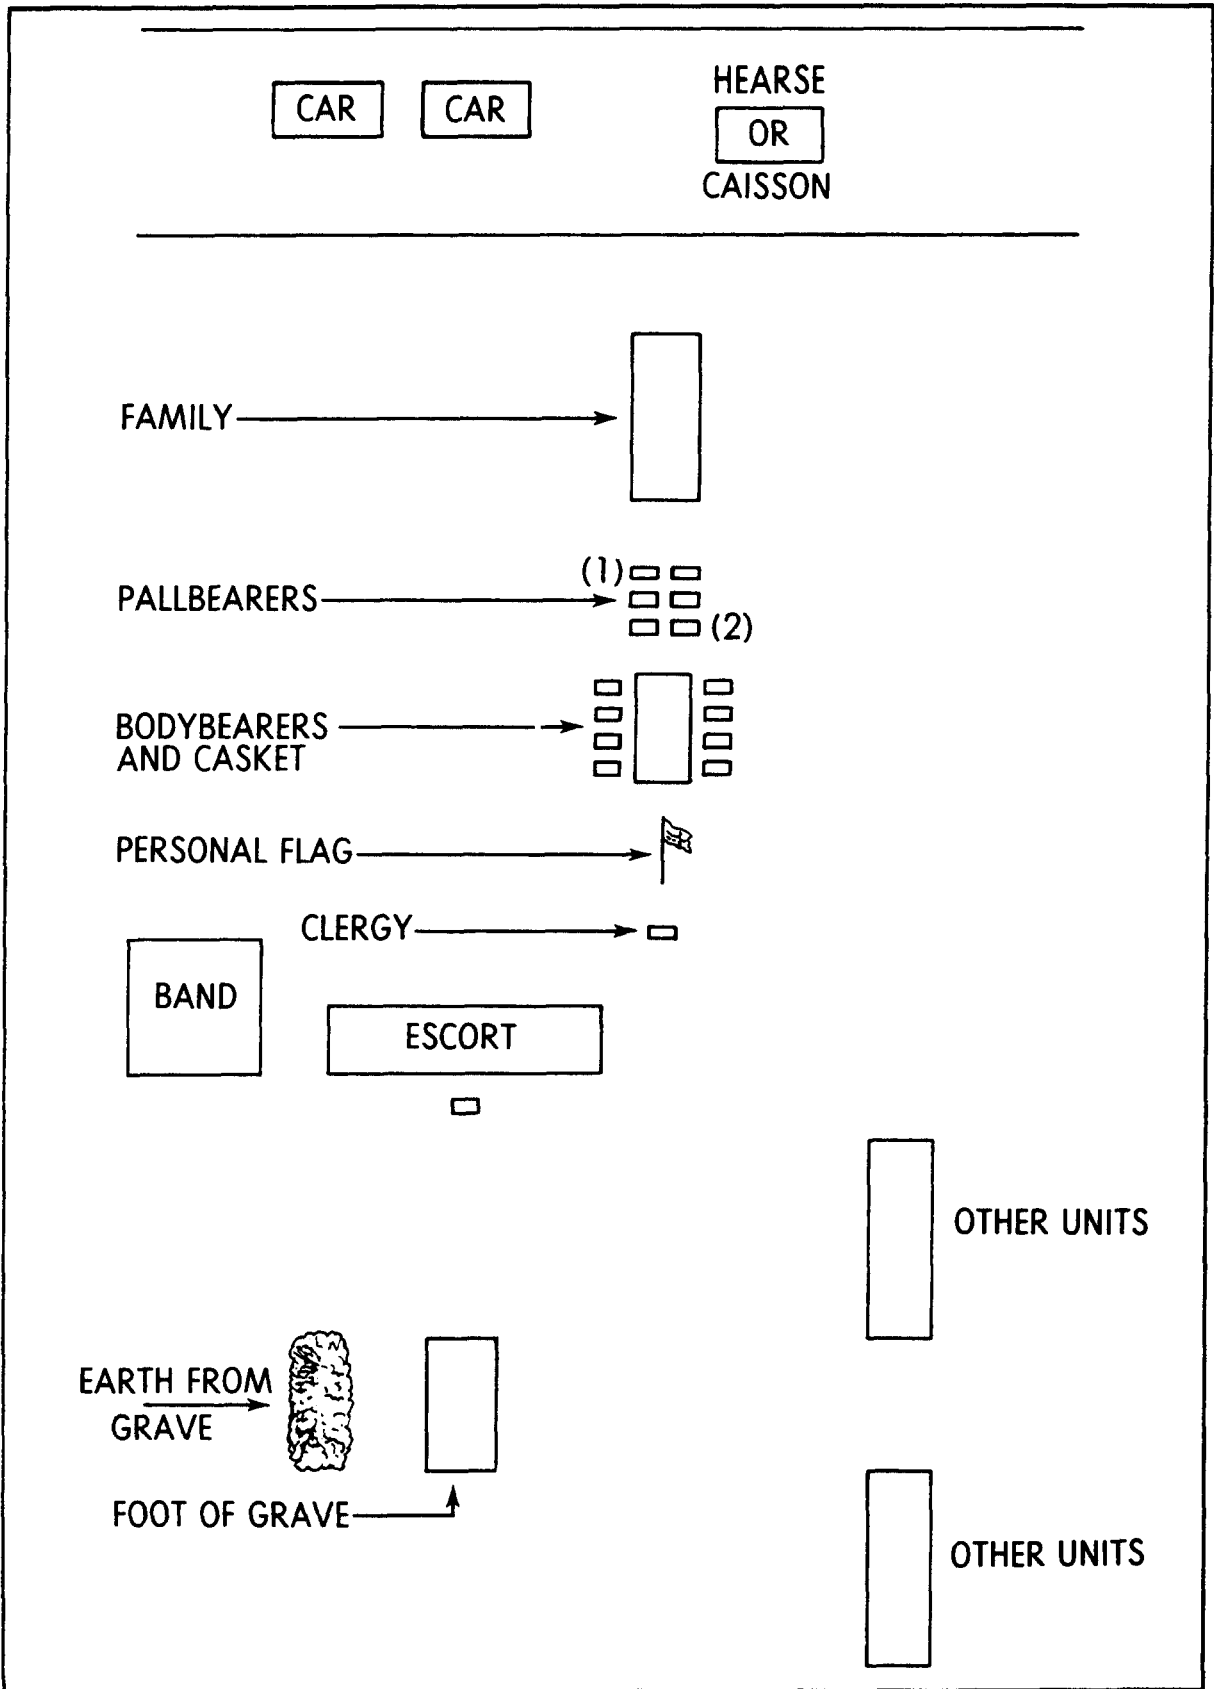 CAR
CAR
HEARSE
OR
CAISSON
FAMILY
(1)
PALLBEARERS
(2)
BODYBEARERS
AND CASKET
PERSONAL FLAG
CLERGY
BAND
ESCORT
OTHER UNITS
EARTH FROM
GRAVE
FOOT OF GRAVE
OTHER UNITS